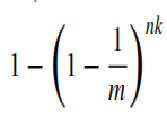 1 − (1 − 1/m)^{nk}